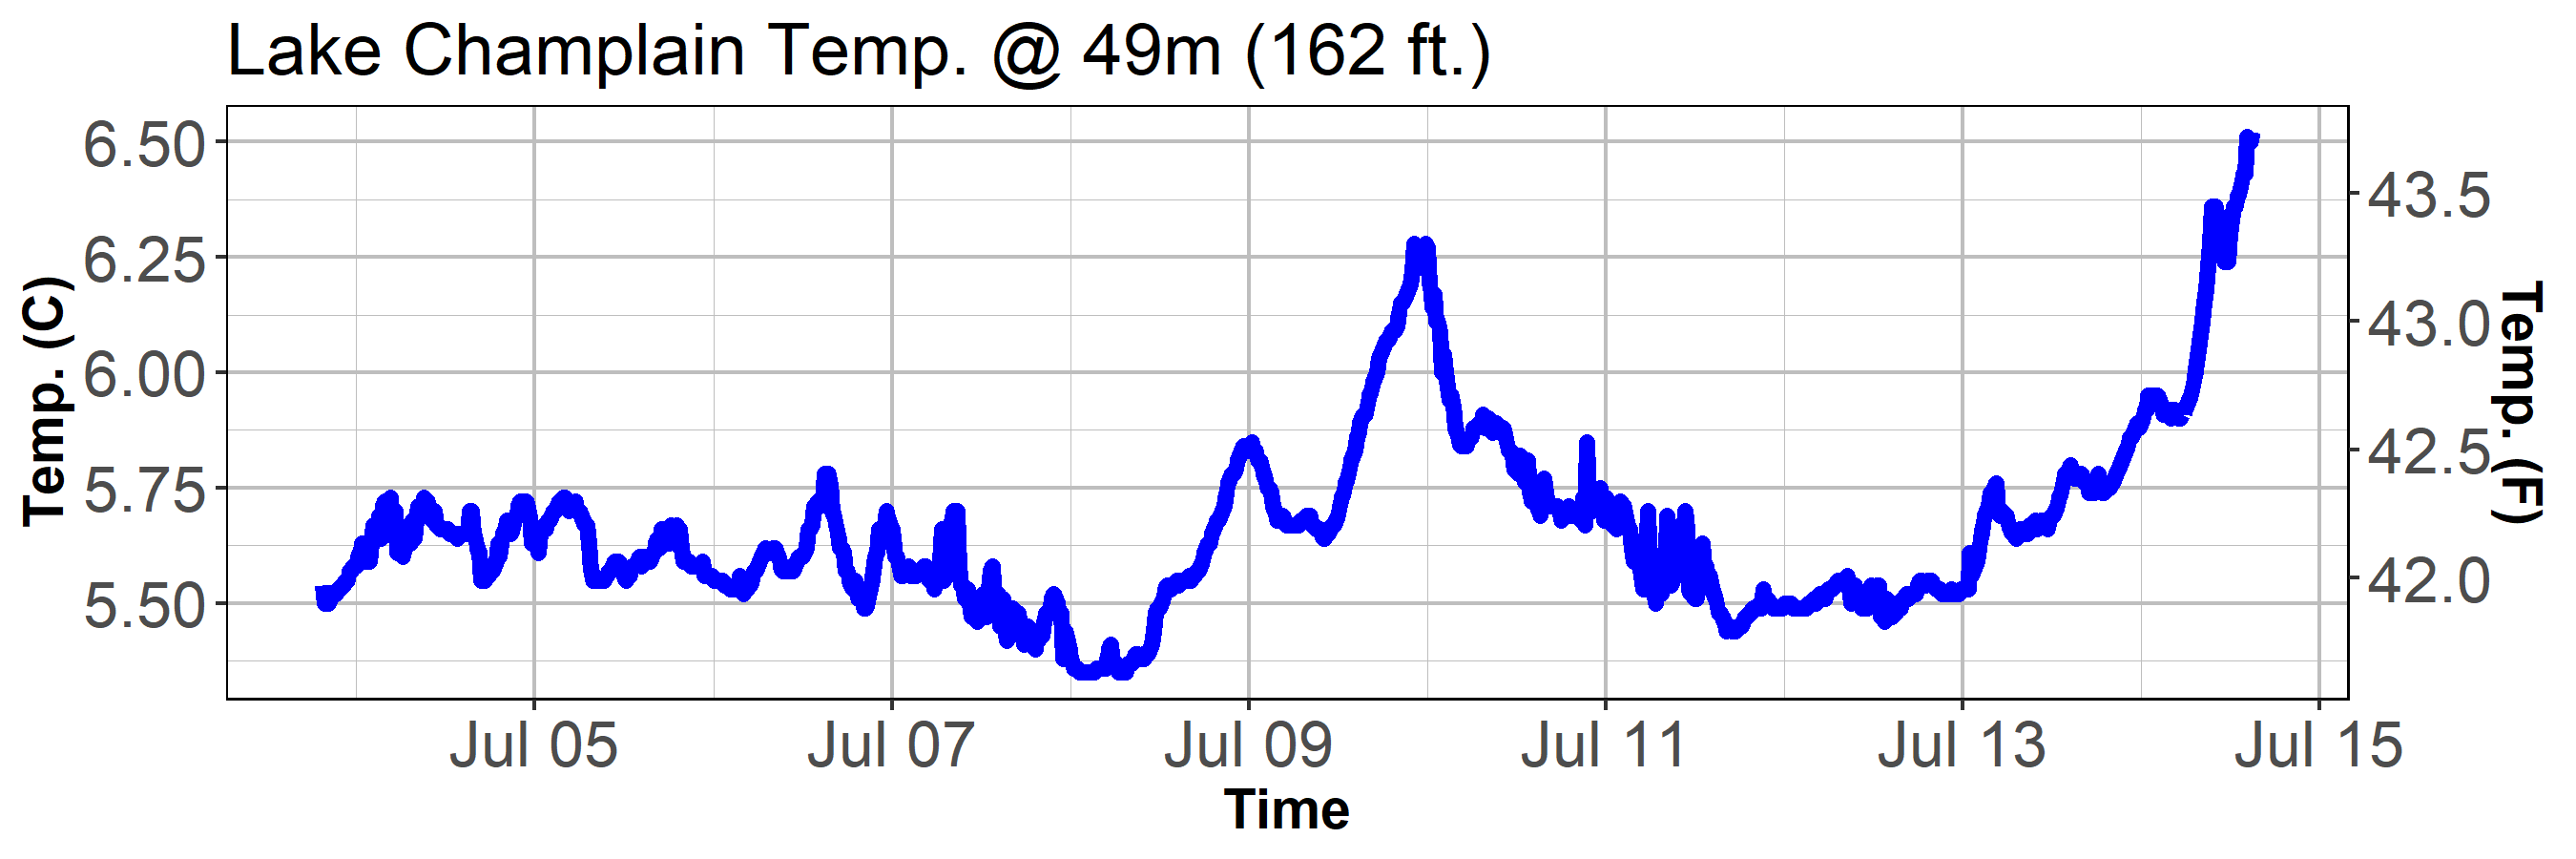 Lake Champlain Temp. @ 49m (162 ft.)
Temp. (C)
6.50
6.25
6.00
5.75
5.50
43.5
43.0
42.5
42.0
Temp. (F)
Jul 05 Jul 07 Jul 09 Jul 11 Jul 13 Jul 15
Time